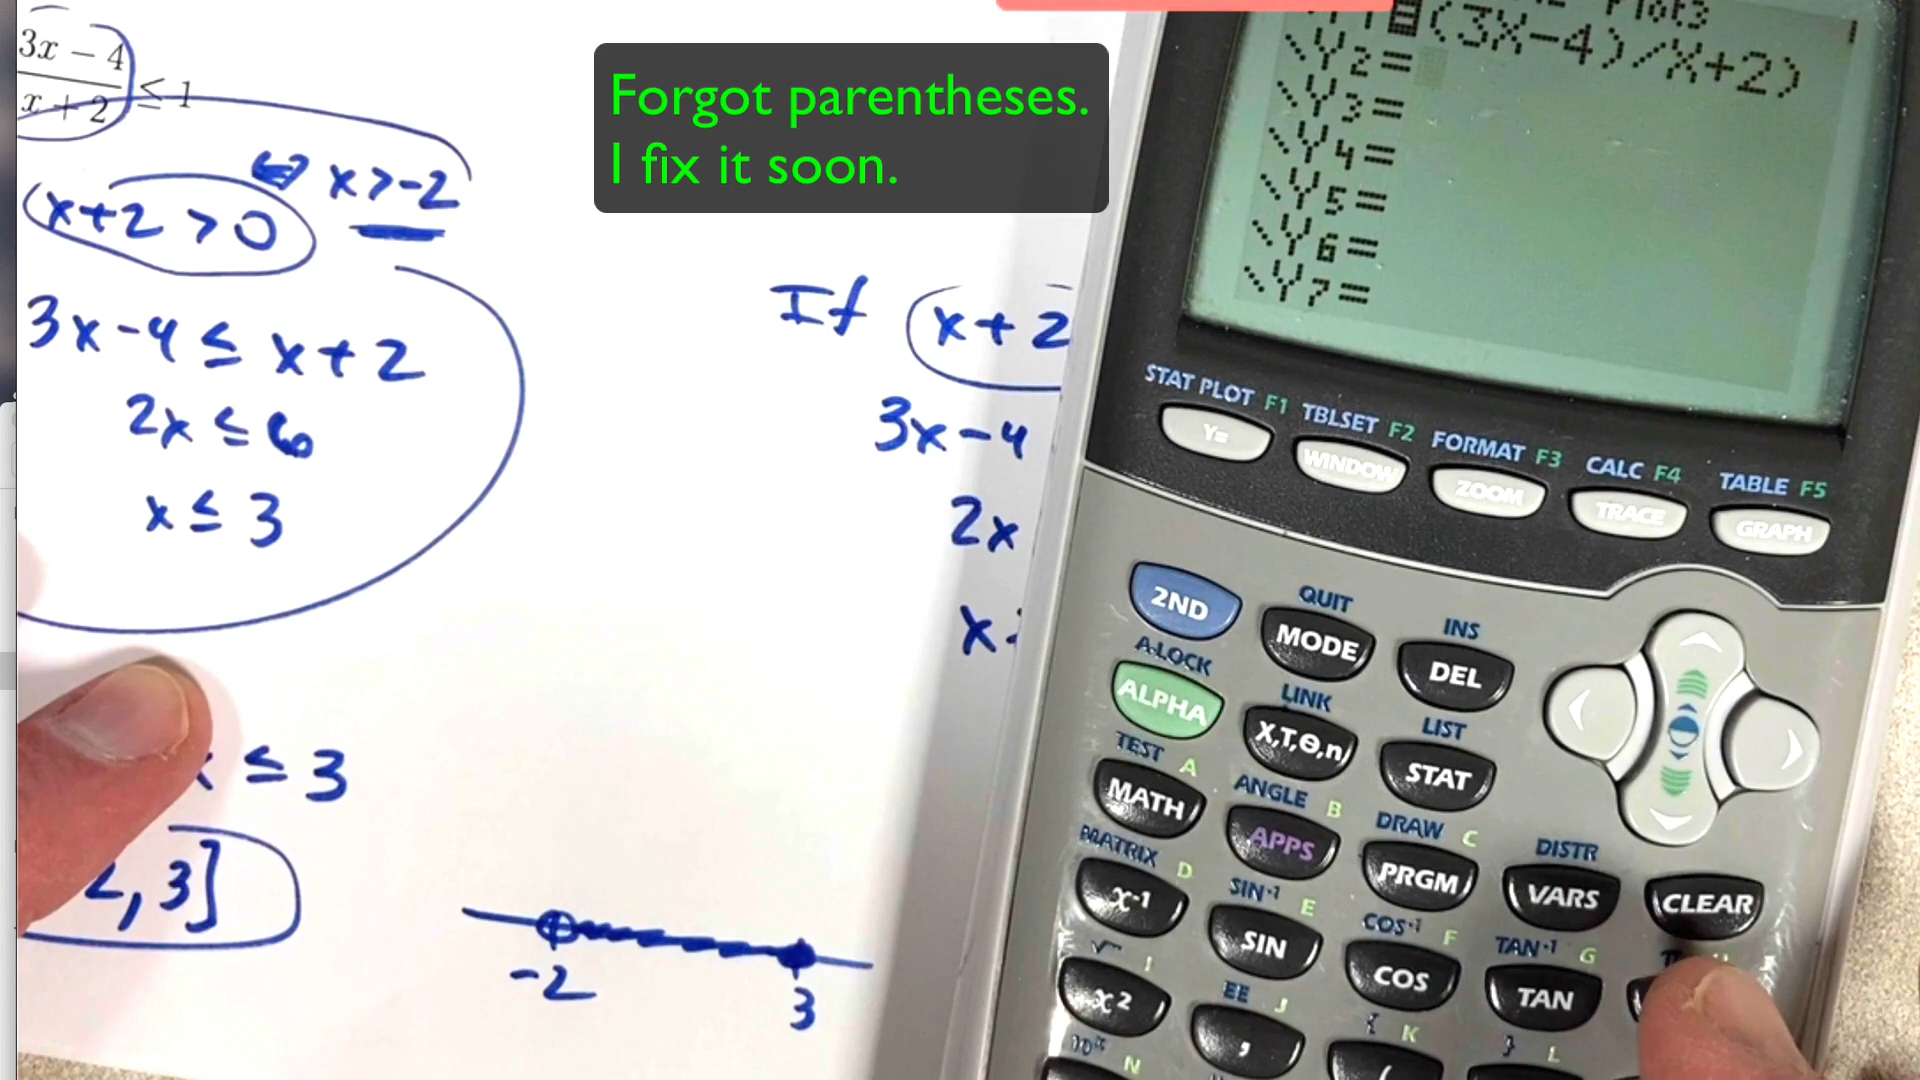 3x − 4
x + 2
≤ 1
⇔ x > -2
(x+2 > 0
3x-4 ≤ x+2
2x ≤ 6
x ≤ 3
≤ 3
2, 3]
-2
3
If x+2
3x-4
2x
x
Forgot parentheses.
I fix it soon.
Plot3
\Y1=(3X-4)/X+2)
\Y2=
\Y3=
\Y4=
\Y5=
\Y6=
\Y7=
STAT PLOT F1 TBLSET F2 FORMAT F3 CALC F4 TABLE F5
Y= WINDOW ZOOM TRACE GRAPH
QUIT INS
2ND MODE DEL
A-LOCK LINK LIST
ALPHA X,T,Θ,n STAT
TEST A ANGLE B DRAW C DISTR
MATH APPS PRGM VARS CLEAR
MATRIX D SIN-1 E COS-1 F TAN-1 G
x-1 SIN COS TAN
√ I EE J { K } L
x2 , (
10x N